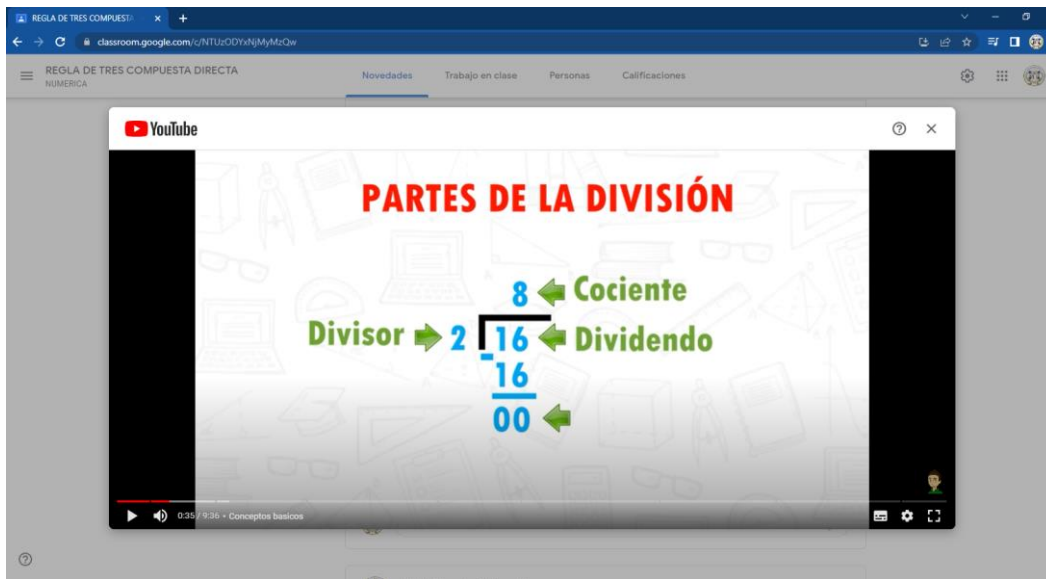 REGLA DE TRES COMPUESTA
classroom.google.com/c/NTUzODYxNjMyMzQw
REGLA DE TRES COMPUESTA DIRECTA
NUMERICA
Novedades Trabajo en clase Personas Calificaciones
YouTube
PARTES DE LA DIVISIÓN
8 Cociente
Divisor 2 16 Dividendo
-
16
00
0:35 / 9:36 • Conceptos basicos